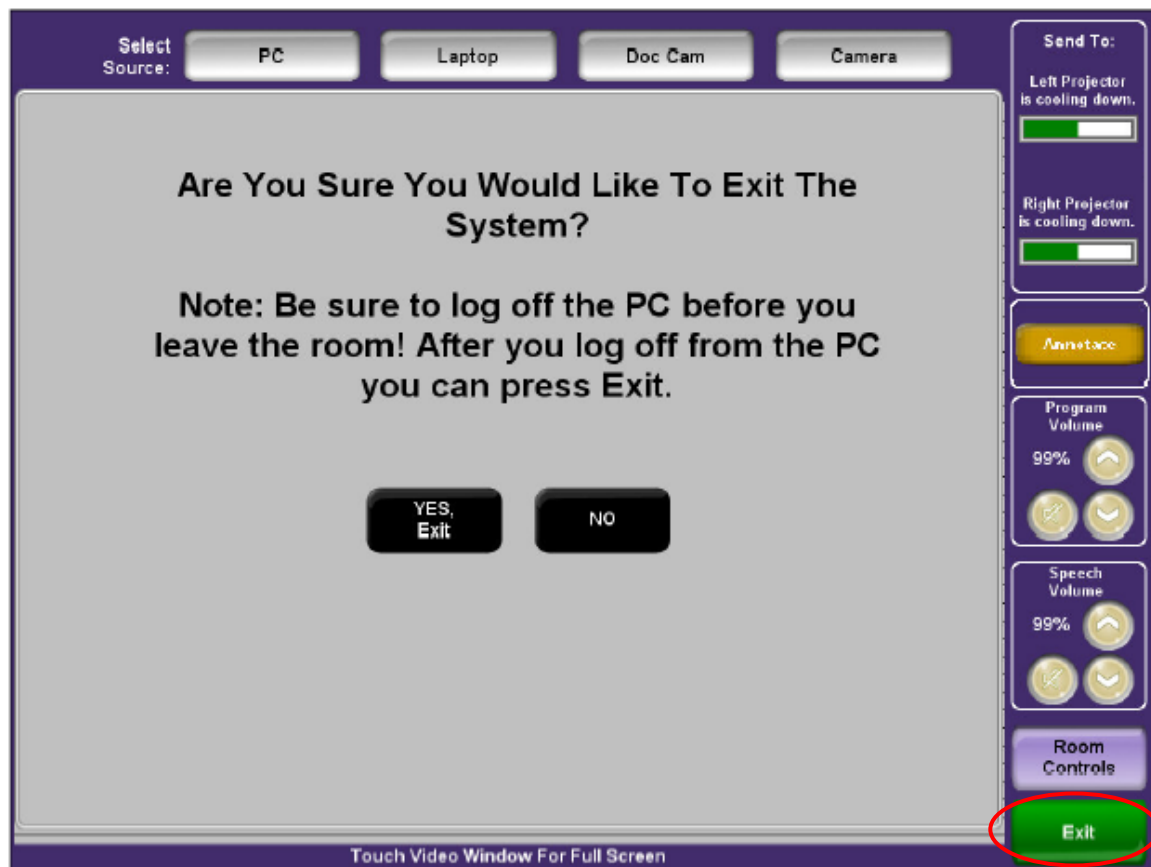 Select
Source:
PC
Laptop
Doc Cam
Camera
Are You Sure You Would Like To Exit The
System?
Note: Be sure to log off the PC before you
leave the room! After you log off from the PC
you can press Exit.
YES,
Exit
NO
Touch Video Window For Full Screen
Send To:
Left Projector
is cooling down.
Right Projector
is cooling down.
Annotate
Program
Volume
99%
Speech
Volume
99%
Room
Controls
Exit